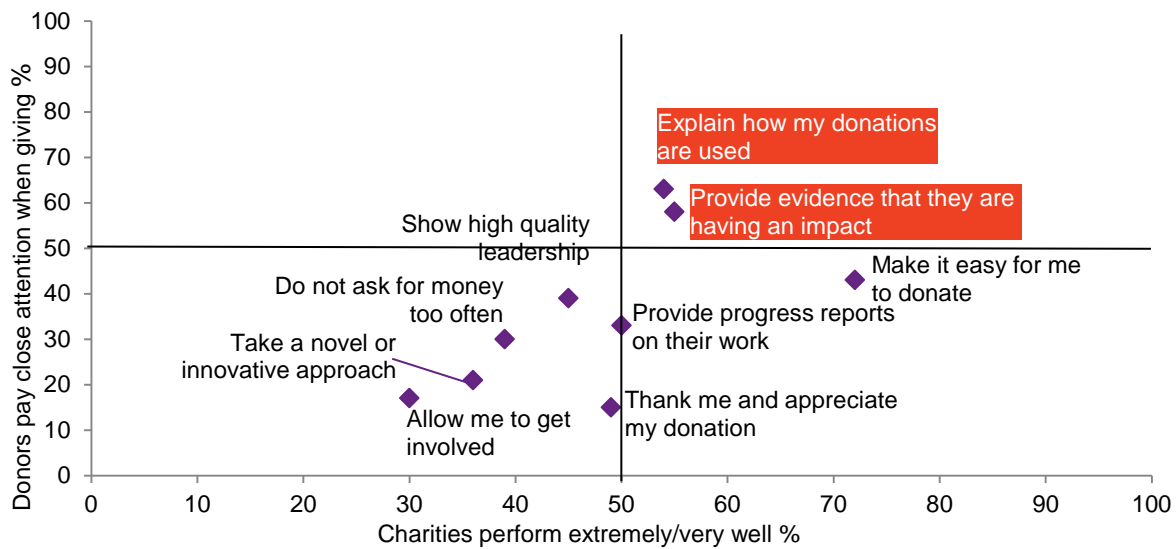 Donors pay close attention when giving %
100
90
80
70
60
50
40
30
20
10
0
Explain how my donations
are used
Provide evidence that they are
having an impact
Show high quality
leadership
Make it easy for me
to donate
Do not ask for money
too often
Provide progress reports
on their work
Take a novel or
innovative approach
Allow me to get
involved
Thank me and appreciate
my donation
0 10 20 30 40 50 60 70 80 90 100
Charities perform extremely/very well %